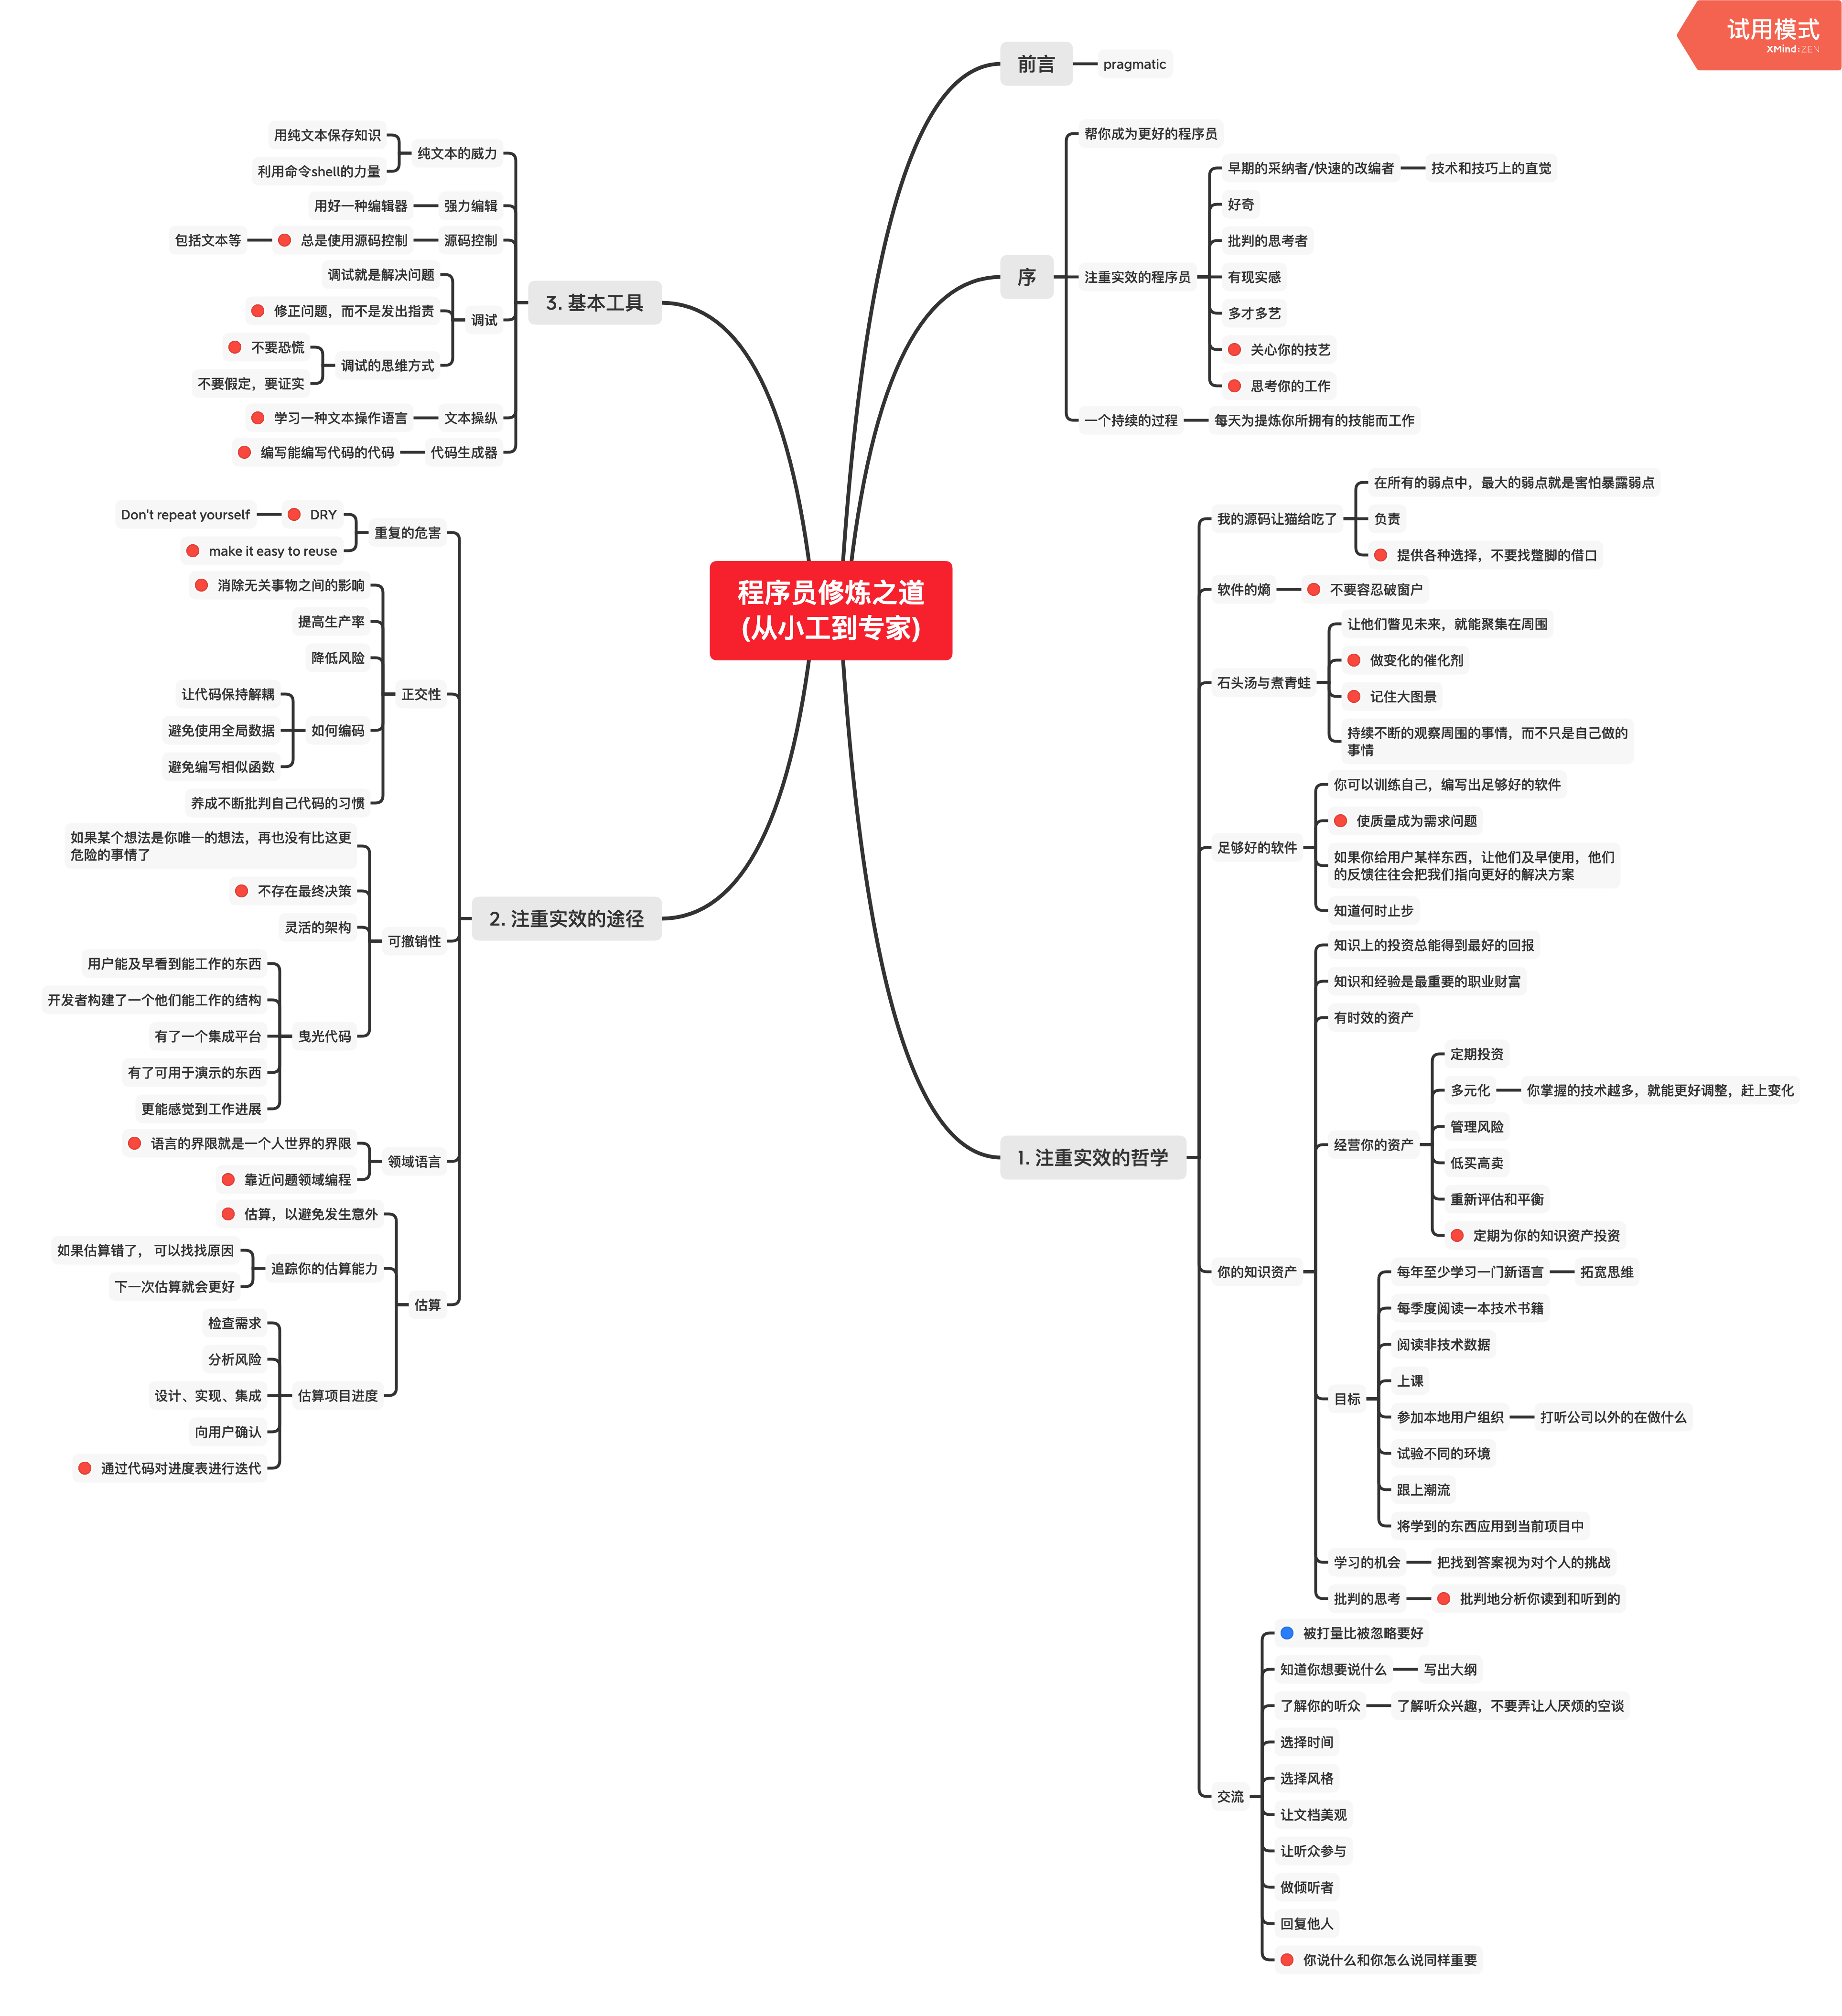 试用模式
XMind:ZEN
程序员修炼之道
(从小工到专家)
前言
pragmatic
序
帮你成为更好的程序员
注重实效的程序员
早期的采纳者/快速的改编者
技术和技巧上的直觉
好奇
批判的思考者
有现实感
多才多艺
关心你的技艺
思考你的工作
一个持续的过程
每天为提炼你所拥有的技能而工作
1. 注重实效的哲学
我的源码让猫给吃了
在所有的弱点中，最大的弱点就是害怕暴露弱点
负责
提供各种选择，不要找蹩脚的借口
软件的熵
不要容忍破窗户
石头汤与煮青蛙
让他们瞥见未来，就能聚集在周围
做变化的催化剂
记住大图景
持续不断的观察周围的事情，而不只是自己做的
事情
足够好的软件
你可以训练自己，编写出足够好的软件
使质量成为需求问题
如果你给用户某样东西，让他们及早使用，他们
的反馈往往会把我们指向更好的解决方案
知道何时止步
你的知识资产
知识上的投资总能得到最好的回报
知识和经验是最重要的职业财富
有时效的资产
经营你的资产
定期投资
多元化
你掌握的技术越多，就能更好调整，赶上变化
管理风险
低买高卖
重新评估和平衡
定期为你的知识资产投资
目标
每年至少学习一门新语言
拓宽思维
每季度阅读一本技术书籍
阅读非技术数据
上课
参加本地用户组织
打听公司以外的在做什么
试验不同的环境
跟上潮流
将学到的东西应用到当前项目中
学习的机会
把找到答案视为对个人的挑战
批判的思考
批判地分析你读到和听到的
交流
被打量比被忽略要好
知道你想要说什么
写出大纲
了解你的听众
了解听众兴趣，不要弄让人厌烦的空谈
选择时间
选择风格
让文档美观
让听众参与
做倾听者
回复他人
你说什么和你怎么说同样重要
2. 注重实效的途径
重复的危害
DRY
Don't repeat yourself
make it easy to reuse
正交性
消除无关事物之间的影响
提高生产率
降低风险
如何编码
让代码保持解耦
避免使用全局数据
避免编写相似函数
养成不断批判自己代码的习惯
可撤销性
如果某个想法是你唯一的想法，再也没有比这更
危险的事情了
不存在最终决策
灵活的架构
曳光代码
用户能及早看到能工作的东西
开发者构建了一个他们能工作的结构
有了一个集成平台
有了可用于演示的东西
更能感觉到工作进展
领域语言
语言的界限就是一个人世界的界限
靠近问题领域编程
估算
估算，以避免发生意外
追踪你的估算能力
如果估算错了， 可以找找原因
下一次估算就会更好
估算项目进度
检查需求
分析风险
设计、实现、集成
向用户确认
通过代码对进度表进行迭代
3. 基本工具
纯文本的威力
用纯文本保存知识
利用命令shell的力量
强力编辑
用好一种编辑器
源码控制
总是使用源码控制
包括文本等
调试
调试就是解决问题
修正问题，而不是发出指责
调试的思维方式
不要恐慌
不要假定，要证实
文本操纵
学习一种文本操作语言
代码生成器
编写能编写代码的代码